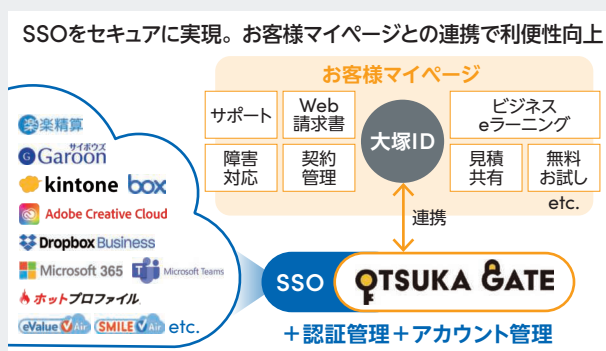 SSOをセキュアに実現。お客様マイページとの連携で利便性向上
お客様マイページ
サポート
Web
請求書
大塚ID
ビジネス
eラーニング
障害
対応
契約
管理
見積
共有
無料
お試し
etc.
連携
楽楽精算
サイボウズ
Garoon
kintone box
Adobe Creative Cloud
Dropbox Business
Microsoft 365 Microsoft Teams
ホットプロファイル
eValue V Air SMILE V Air etc.
SSO OTSUKA GATE
＋認証管理＋アカウント管理